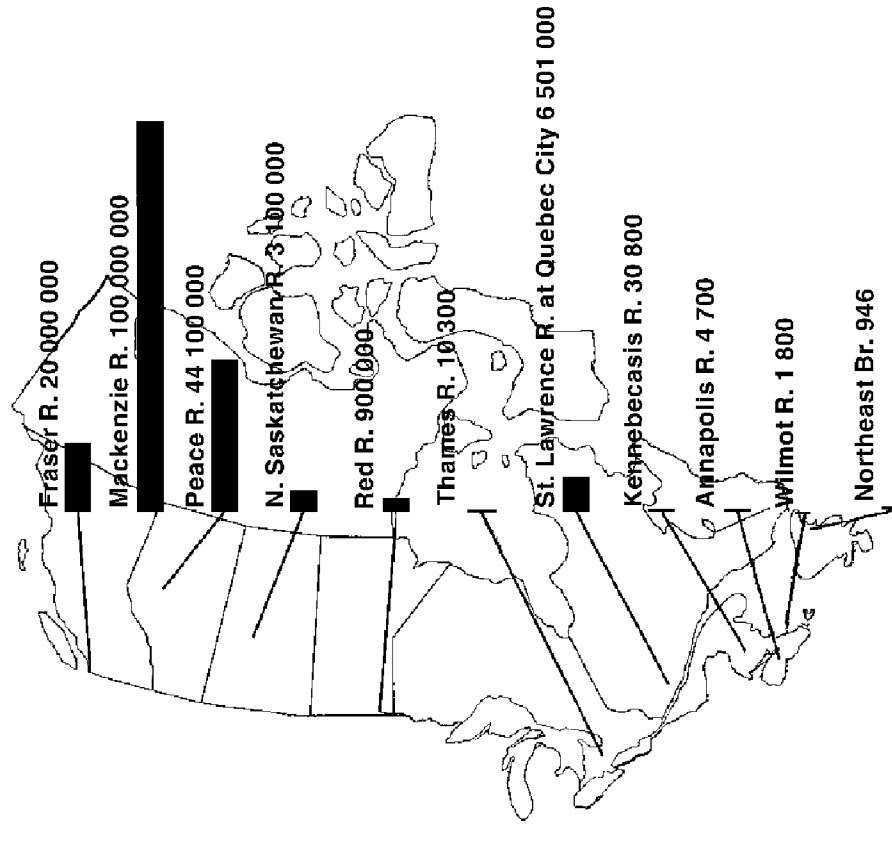 Fraser R. 20 000 000
Mackenzie R. 100 000 000
Peace R. 44 100 000
N. Saskatchewan R. 3 100 000
Red R. 900 000
Thames R. 10 300
St. Lawrence R. at Quebec City 6 501 000
Kennebecasis R. 30 800
Annapolis R. 4 700
Wilmot R. 1 800
Northeast Br. 946